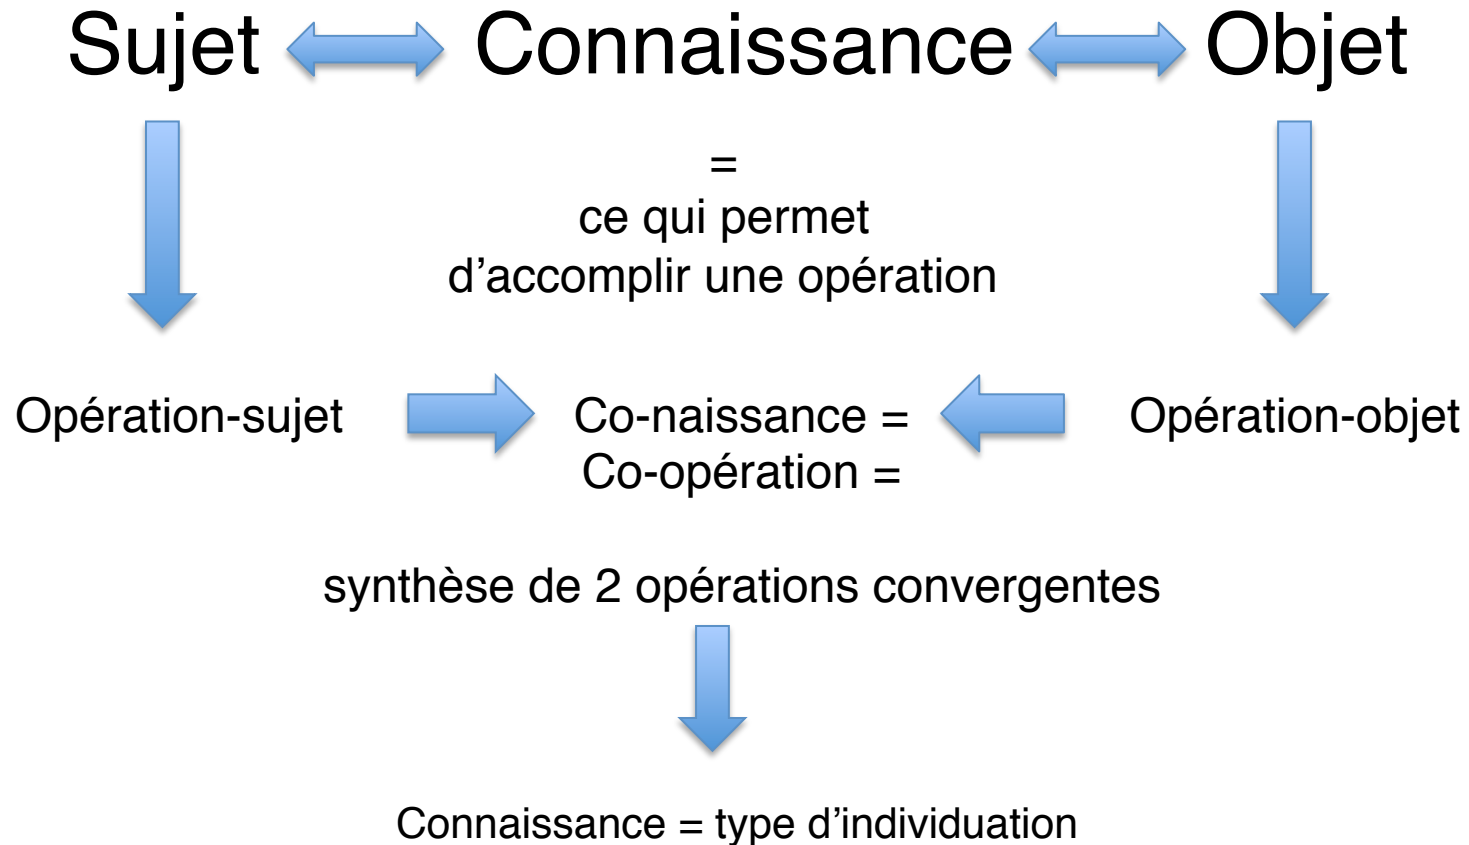 Sujet Connaissance Objet
=
ce qui permet
d’accomplir une opération
Opération-sujet Co-naissance = Opération-objet
Co-opération =
synthèse de 2 opérations convergentes
Connaissance = type d’individuation